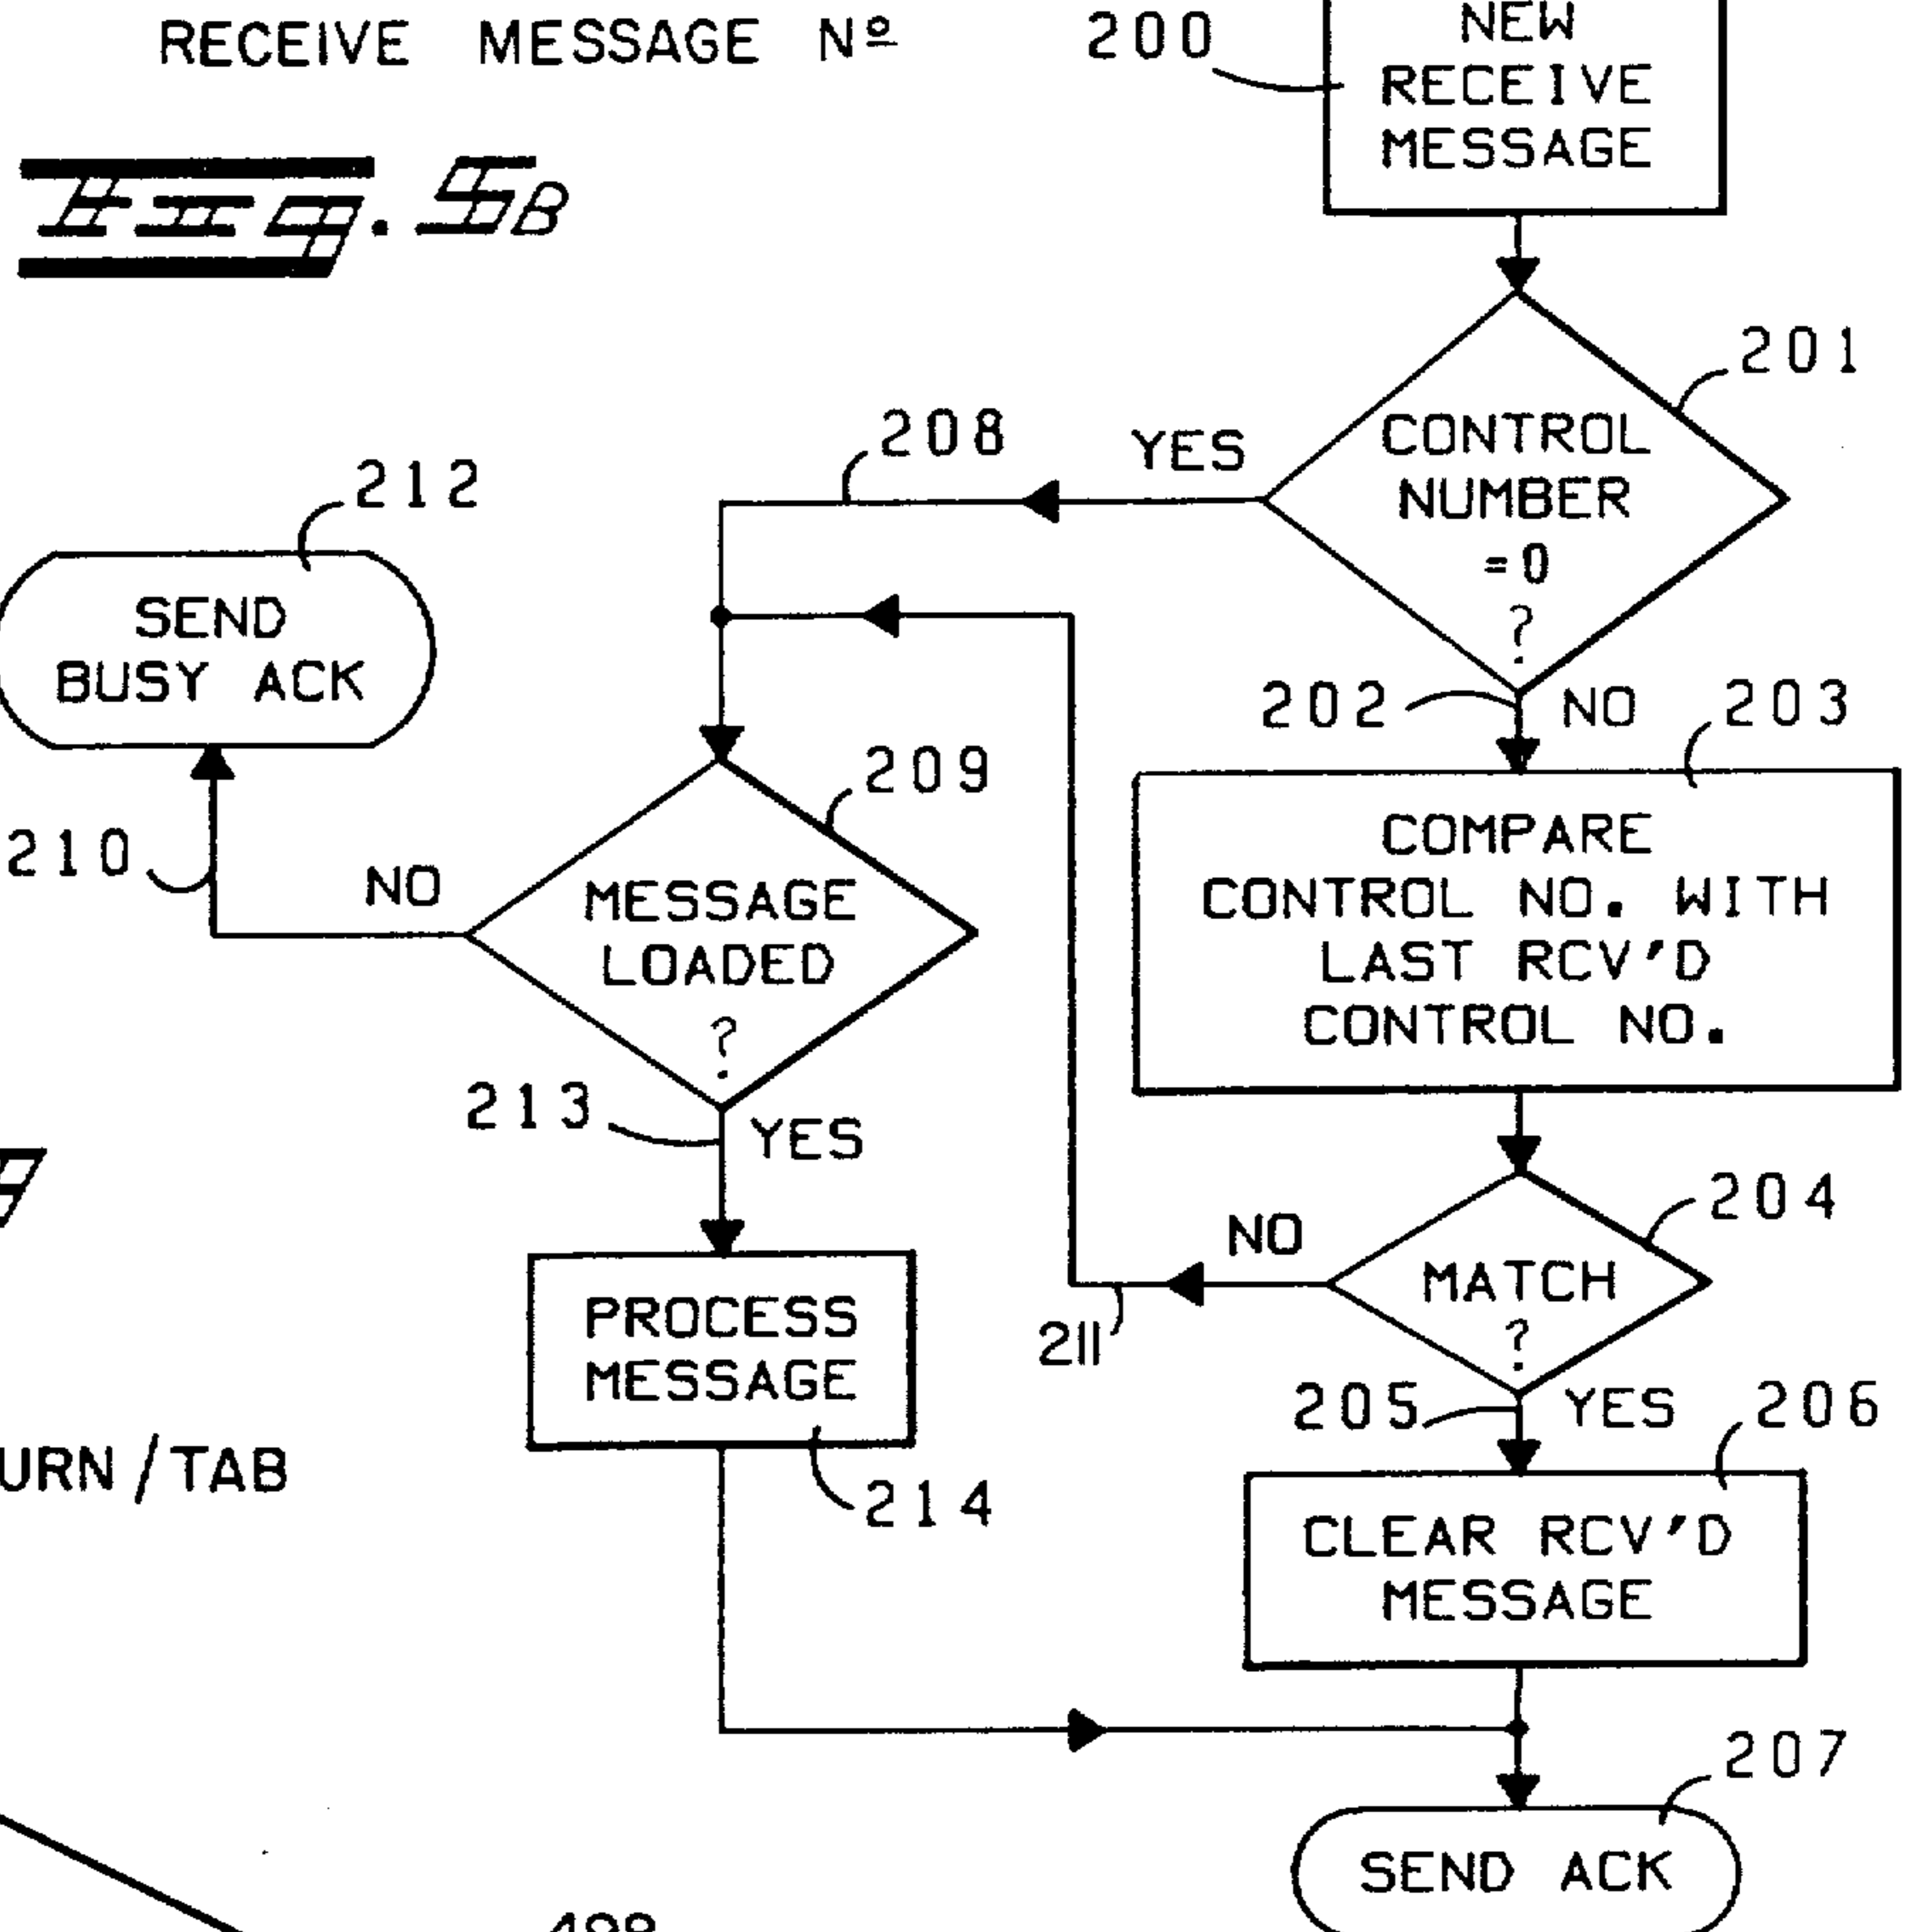 RECEIVE MESSAGE Nº
200
NEW
RECEIVE
MESSAGE
Fig. 5B
201
CONTROL
NUMBER
=0
?
208
YES
212
SEND
BUSY ACK
202
NO
203
209
210
NO
MESSAGE
LOADED
?
COMPARE
CONTROL NO. WITH
LAST RCV'D
CONTROL NO.
213
YES
204
NO
MATCH
?
211
PROCESS
MESSAGE
205
YES
206
URN/TAB
214
CLEAR RCV'D
MESSAGE
207
SEND ACK